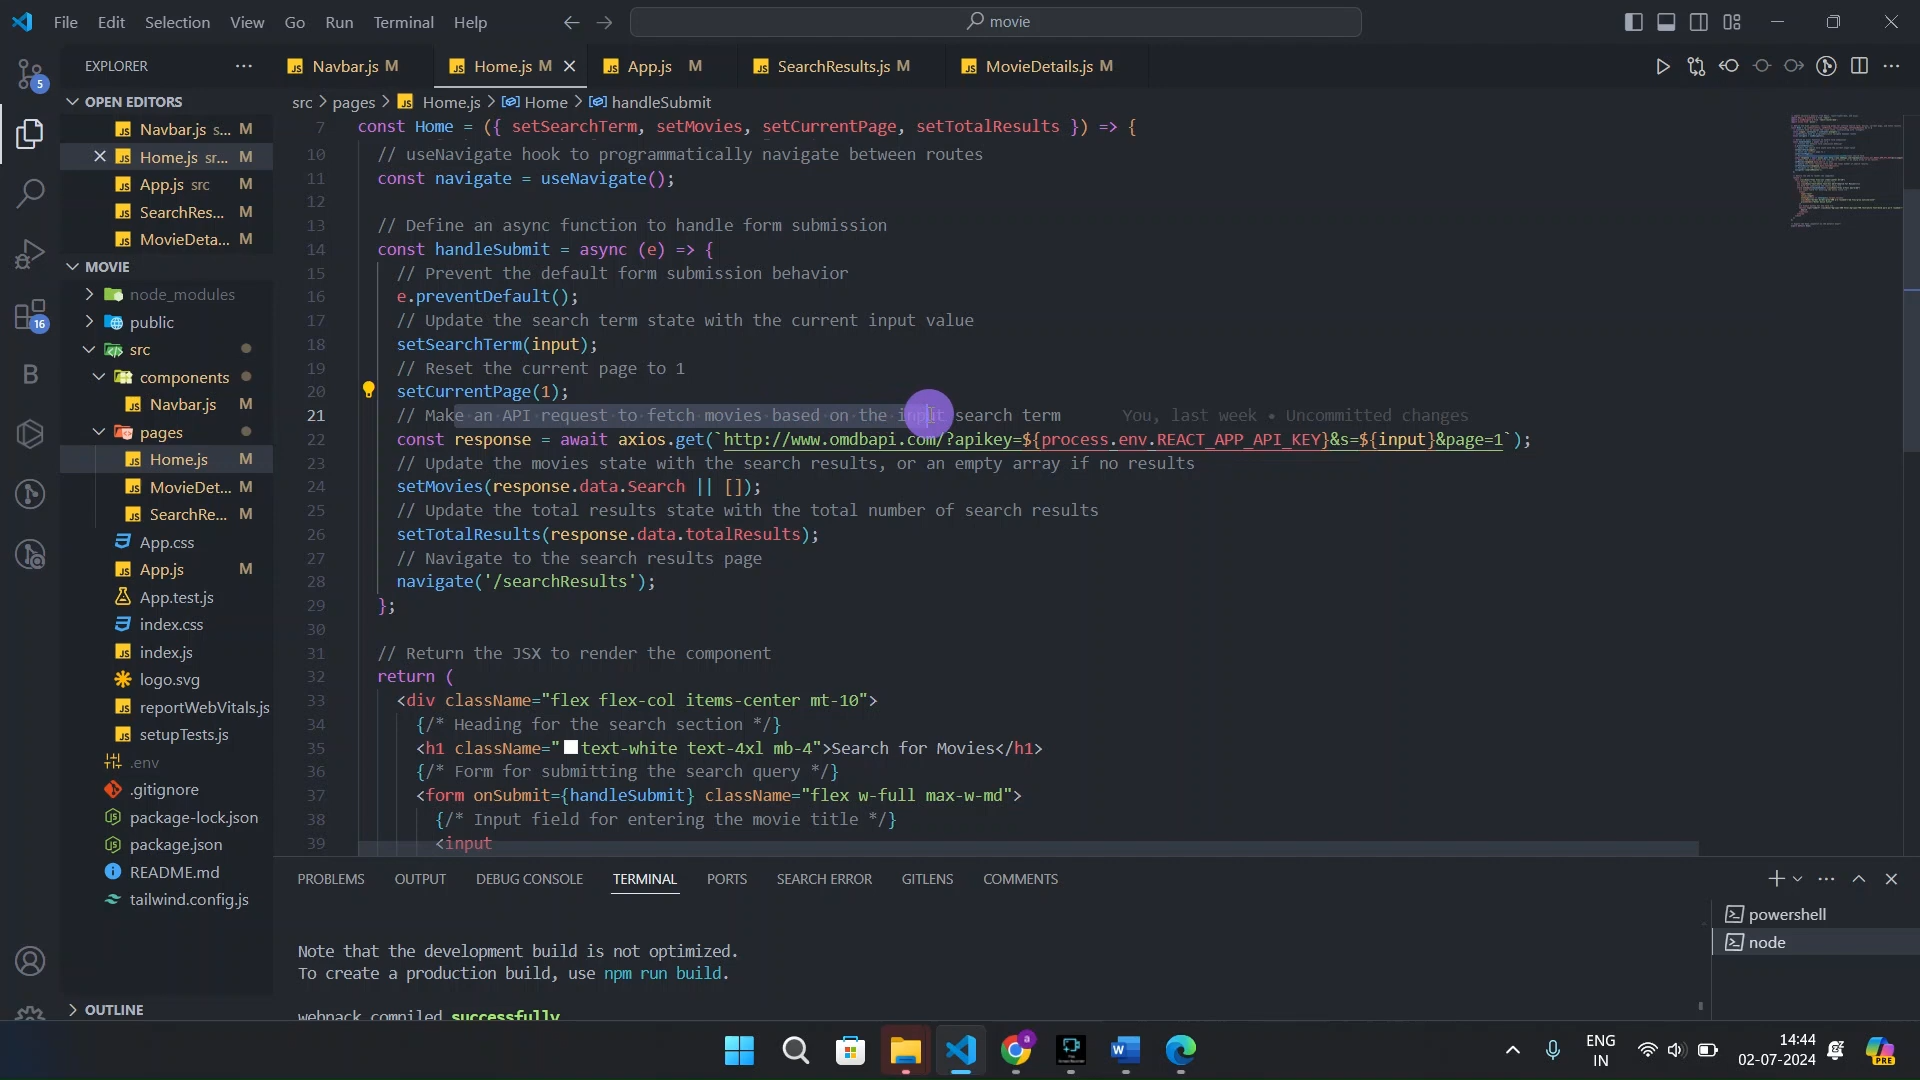 File Edit Selection View Go Run Terminal Help
movie
EXPLORER
Navbar.js M
Home.js M
App.js M
SearchResults.js M
MovieDetails.js M
5
16
B
OPEN EDITORS
Navbar.js s... M
Home.js sr... M
App.js src M
SearchRes... M
MovieDeta... M
MOVIE
node_modules
public
src
components
Navbar.js M
pages
Home.js M
MovieDet... M
SearchRe... M
App.css
App.js M
App.test.js
index.css
index.js
logo.svg
reportWebVitals.js
setupTests.js
.env
.gitignore
package-lock.json
package.json
README.md
tailwind.config.js
OUTLINE
src > pages > Home.js > Home > handleSubmit
7 const Home = ({ setSearchTerm, setMovies, setCurrentPage, setTotalResults }) => {
10 // useNavigate hook to programmatically navigate between routes
11 const navigate = useNavigate();
12
13 // Define an async function to handle form submission
14 const handleSubmit = async (e) => {
15 // Prevent the default form submission behavior
16 e.preventDefault();
17 // Update the search term state with the current input value
18 setSearchTerm(input);
19 // Reset the current page to 1
20 setCurrentPage(1);
21 // Make an API request to fetch movies based on the input search term You, last week • Uncommitted changes
22 const response = await axios.get(`http://www.omdbapi.com/?apikey=${process.env.REACT_APP_API_KEY}&s=${input}&page=1`);
23 // Update the movies state with the search results, or an empty array if no results
24 setMovies(response.data.Search || []);
25 // Update the total results state with the total number of search results
26 setTotalResults(response.data.totalResults);
27 // Navigate to the search results page
28 navigate('/searchResults');
29 };
30
31 // Return the JSX to render the component
32 return (
33 <div className="flex flex-col items-center mt-10">
34 {/* Heading for the search section */}
35 <h1 className="text-white text-4xl mb-4">Search for Movies</h1>
36 {/* Form for submitting the search query */}
37 <form onSubmit={handleSubmit} className="flex w-full max-w-md">
38 {/* Input field for entering the movie title */}
39 <input
PROBLEMS OUTPUT DEBUG CONSOLE TERMINAL PORTS SEARCH ERROR GITLENS COMMENTS
Note that the development build is not optimized.
To create a production build, use npm run build.
webpack compiled successfully
powershell
node
ENG
IN
14:44
02-07-2024
PRE